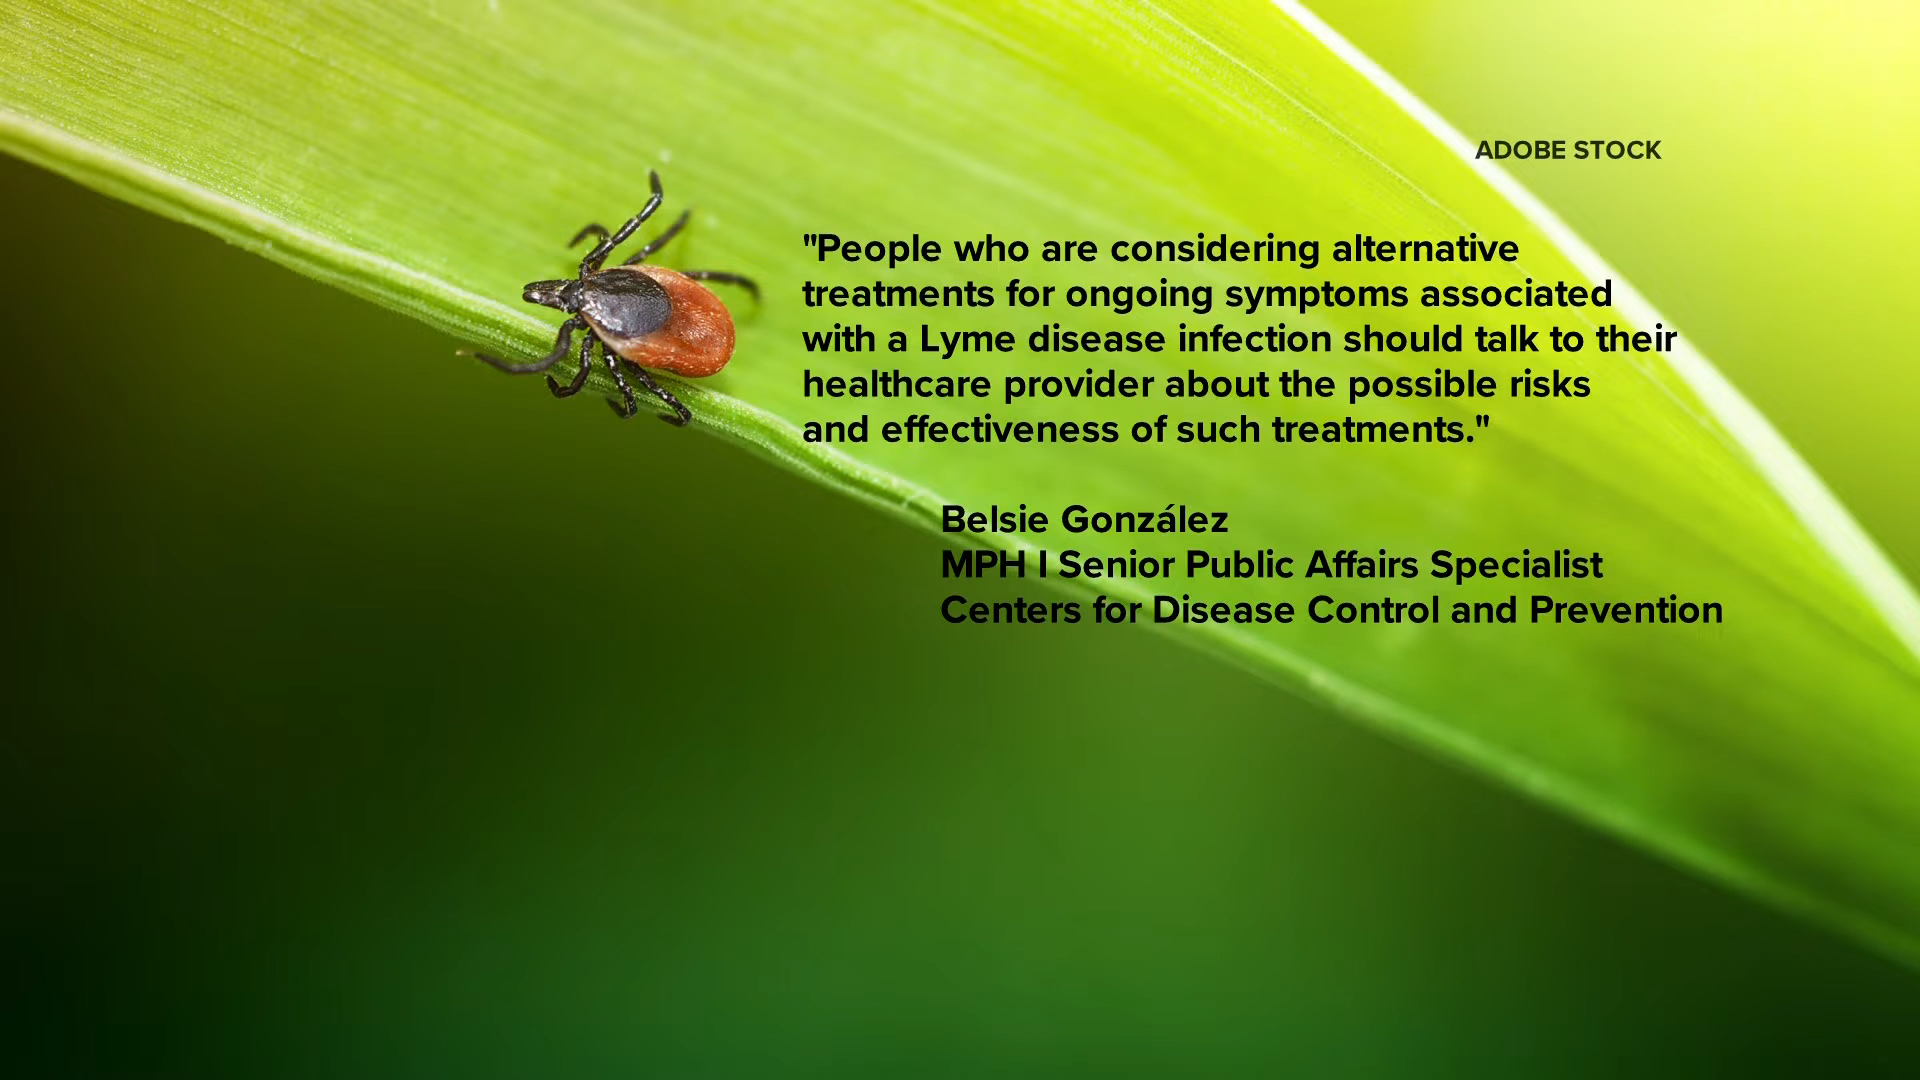 ADOBE STOCK
"People who are considering alternative
treatments for ongoing symptoms associated
with a Lyme disease infection should talk to their
healthcare provider about the possible risks
and effectiveness of such treatments."
Belsie González
MPH I Senior Public Affairs Specialist
Centers for Disease Control and Prevention